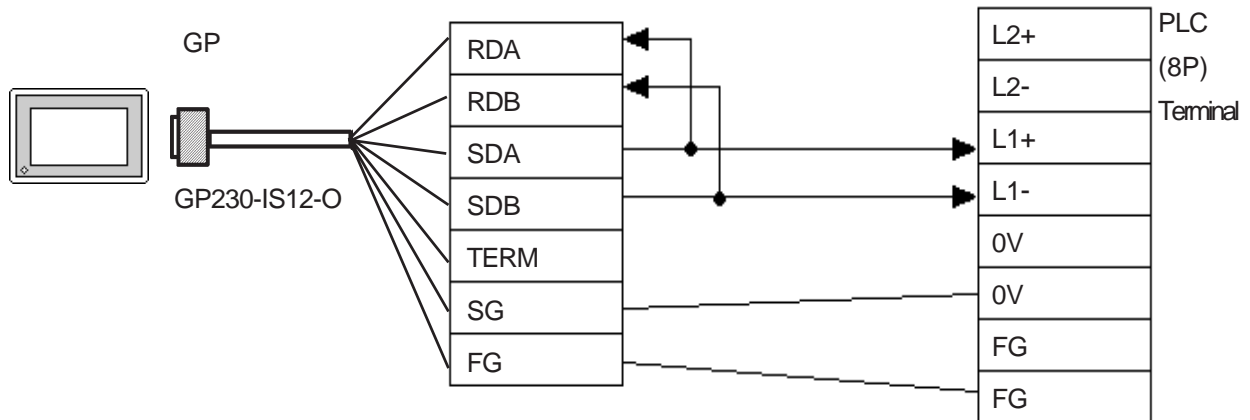 GP
GP230-IS12-O
RDA
RDB
SDA
SDB
TERM
SG
FG
L2+
L2-
L1+
L1-
0V
0V
FG
FG
PLC
(8P)
Terminal